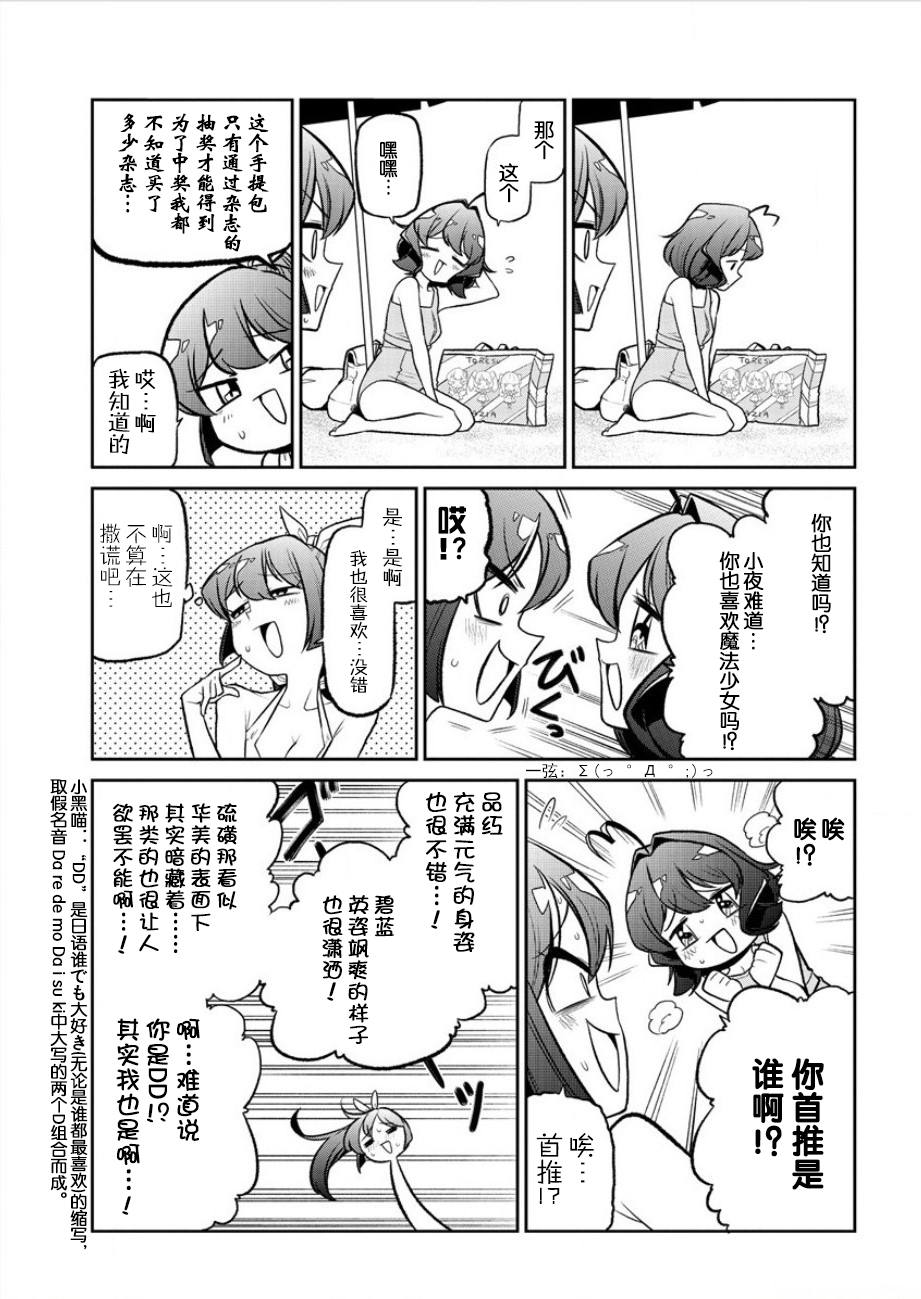 TORESU
那个
这个
嘿嘿…
这个手提包
只有通过杂志的
抽奖才能得到
为了中奖我都
不知道买了
多少杂志…
哎…啊
我知道的
你也知道吗!?
小夜难道…
你也喜欢魔法少女吗!?
哎!?
是…是啊
我也很喜欢…没错
啊…这也
不算在
撒谎吧…
一弦：Σ(っ ° Д ° ;)っ
唉
唉!?
你首推是
谁啊!?
唉…
首推!?
品红
充满元气的身姿
也很不错…！
碧蓝
英姿飒爽的样子
也很潇洒！
硫磺那看似
华美的表面下
其实暗藏着…
那类的也很让人
欲罢不能啊…！
啊…难道说
你是DD!?
其实我也是啊…！
小黑喵：“DD”是日语谁でも大好き(无论是谁都最喜欢)的缩写，
取假名音Da re de mo Da i su ki中大写的两个D组合而成。